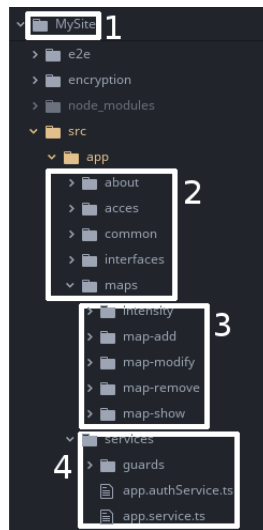 MySite 1
e2e
encryption
node_modules
src
app
about
acces
2
common
interfaces
maps
intensity
3
map-add
map-modify
map-remove
map-show
services
4
guards
app.authService.ts
app.service.ts